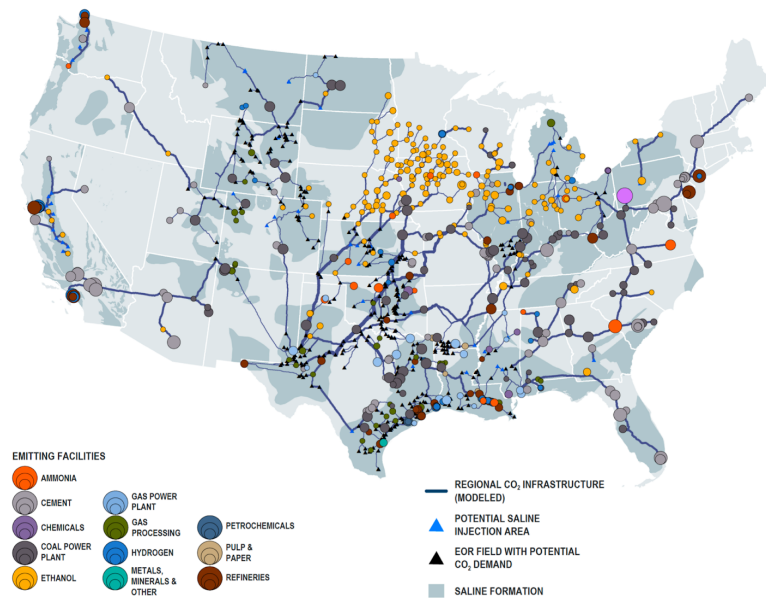 EMITTING FACILITIES
AMMONIA
CEMENT
CHEMICALS
COAL POWER
PLANT
ETHANOL
GAS POWER
PLANT
GAS
PROCESSING
HYDROGEN
METALS,
MINERALS &
OTHER
PETROCHEMICALS
PULP &
PAPER
REFINERIES
REGIONAL CO₂ INFRASTRUCTURE
(MODELED)
POTENTIAL SALINE
INJECTION AREA
EOR FIELD WITH POTENTIAL
CO₂ DEMAND
SALINE FORMATION